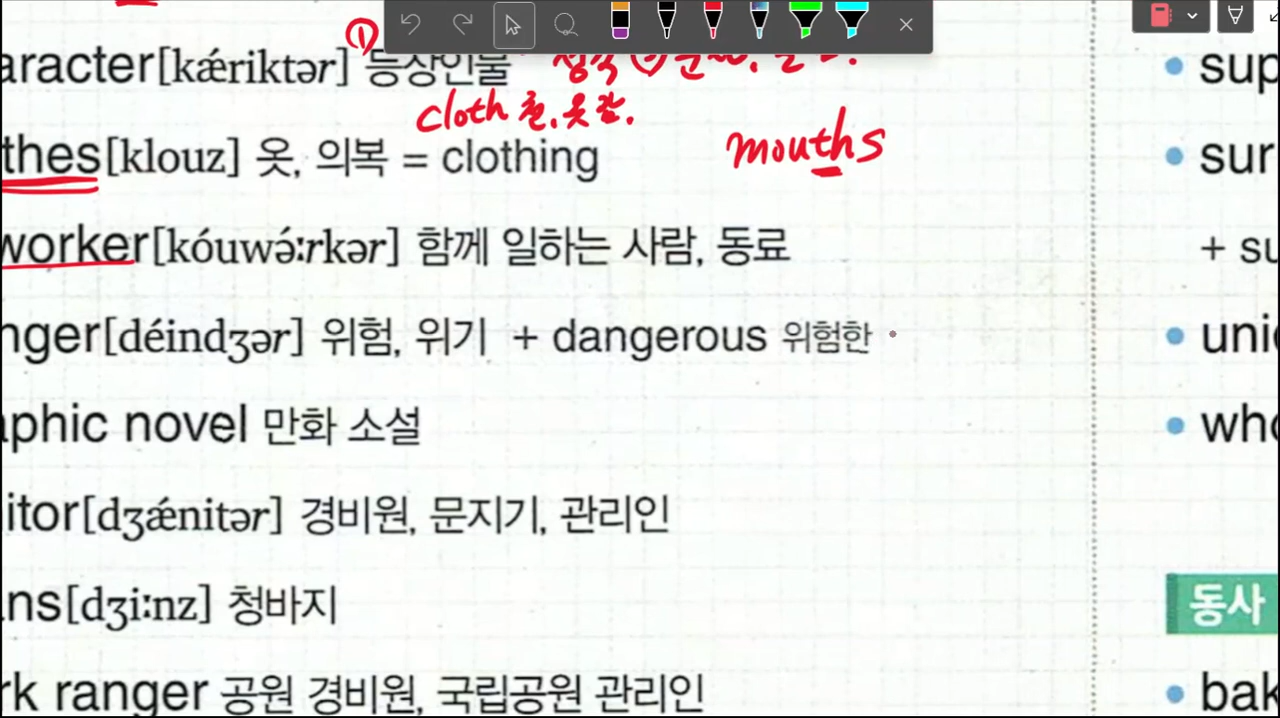 aracter[kǽriktər] ① 등장인물
cloth 천, 옷감.
mouths
thes[klouz] 옷, 의복 = clothing
worker[kóuwə́ːrkər] 함께 일하는 사람, 동료
nger[déindʒər] 위험, 위기 + dangerous 위험한
aphic novel 만화 소설
itor[dʒǽnitər] 경비원, 문지기, 관리인
ns[dʒiːnz] 청바지
rk ranger 공원 경비원, 국립공원 관리인
sup
sur
+ su
unic
who
동사
bak